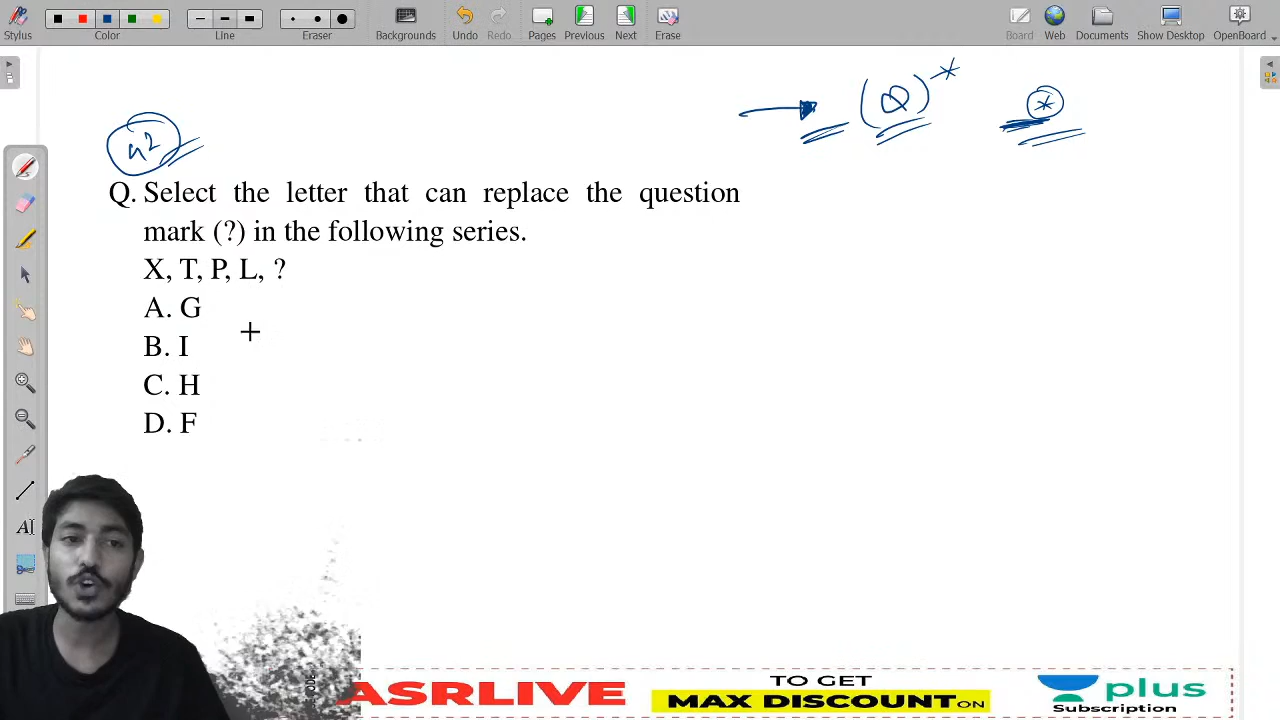 Stylus
Color
Line
Eraser
Backgrounds
Undo
Redo
Pages
Previous
Next
Erase
Board
Web
Documents
Show Desktop
OpenBoard
(Q)*
*
Q. Select the letter that can replace the question
mark (?) in the following series.
X, T, P, L, ?
A. G
B. I
C. H
D. F
AI
ASRLIVE
TO GET
MAX DISCOUNT ON
plus
Subscription